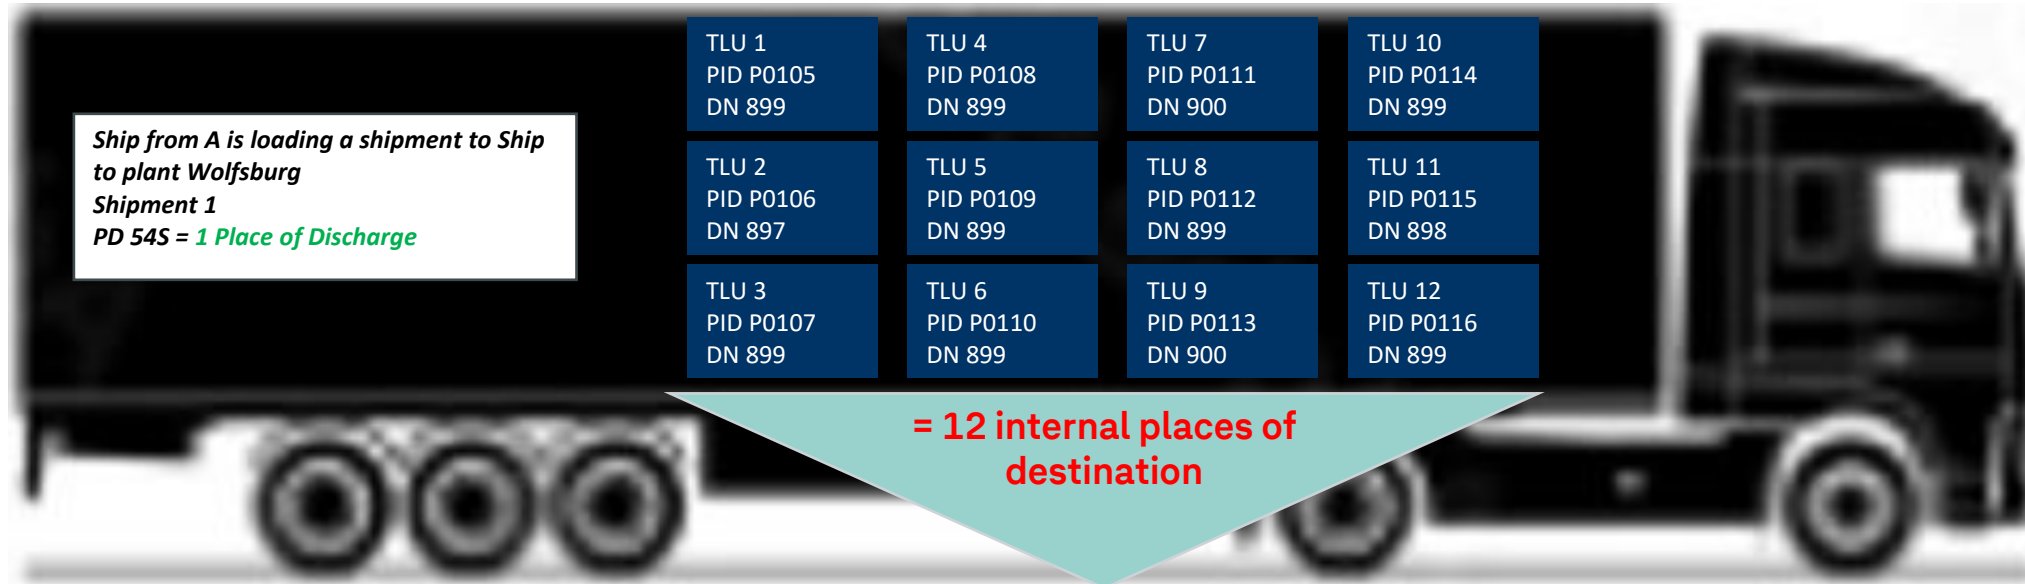 Ship from A is loading a shipment to Ship
to plant Wolfsburg
Shipment 1
PD 54S = 1 Place of Discharge
TLU 1
PID P0105
DN 899
TLU 4
PID P0108
DN 899
TLU 7
PID P0111
DN 900
TLU 10
PID P0114
DN 899
TLU 2
PID P0106
DN 897
TLU 5
PID P0109
DN 899
TLU 8
PID P0112
DN 899
TLU 11
PID P0115
DN 898
TLU 3
PID P0107
DN 899
TLU 6
PID P0110
DN 899
TLU 9
PID P0113
DN 900
TLU 12
PID P0116
DN 899
= 12 internal places of
destination